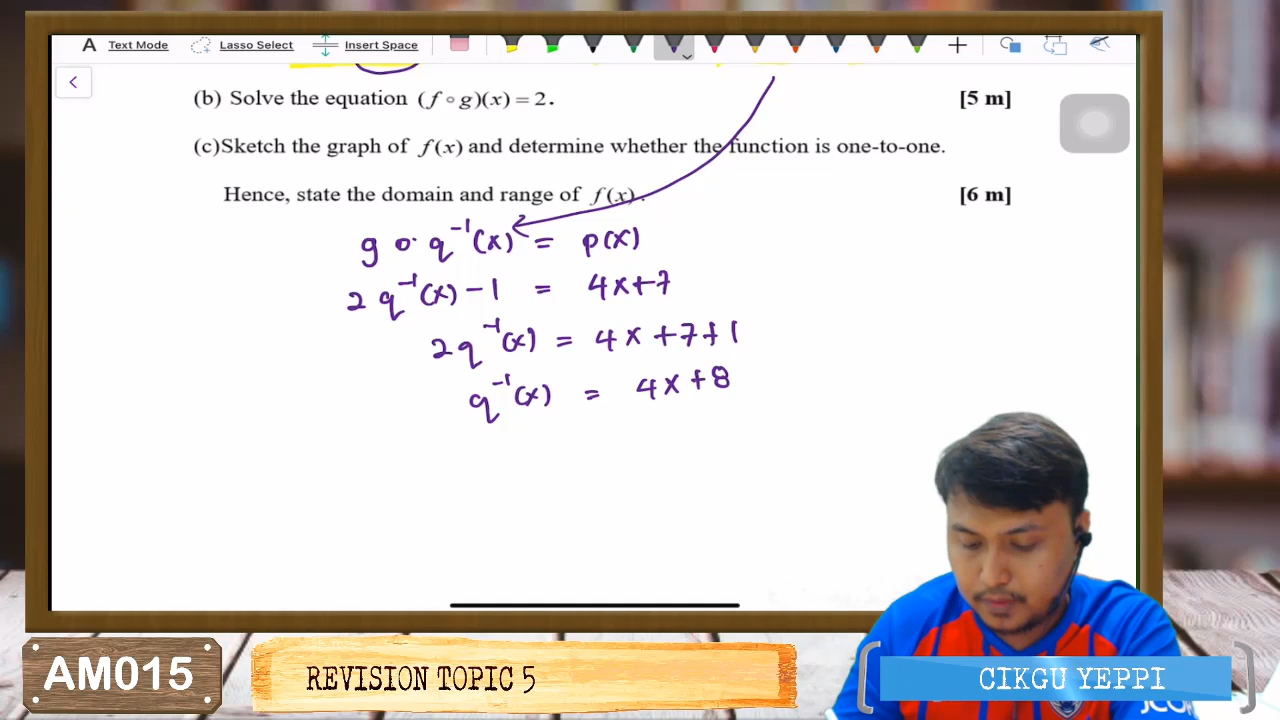 A Text Mode Lasso Select Insert Space
(b) Solve the equation (f ∘ g)(x) = 2. [5 m]
(c)Sketch the graph of f(x) and determine whether the function is one-to-one.
Hence, state the domain and range of f(x). [6 m]
g o q⁻¹(x) = p(x)
2 q⁻¹(x) - 1 = 4x+7
2q⁻¹(x) = 4x+7+1
q⁻¹(x) = 4x+8
AM015
REVISION TOPIC 5
CIKGU YEPPI